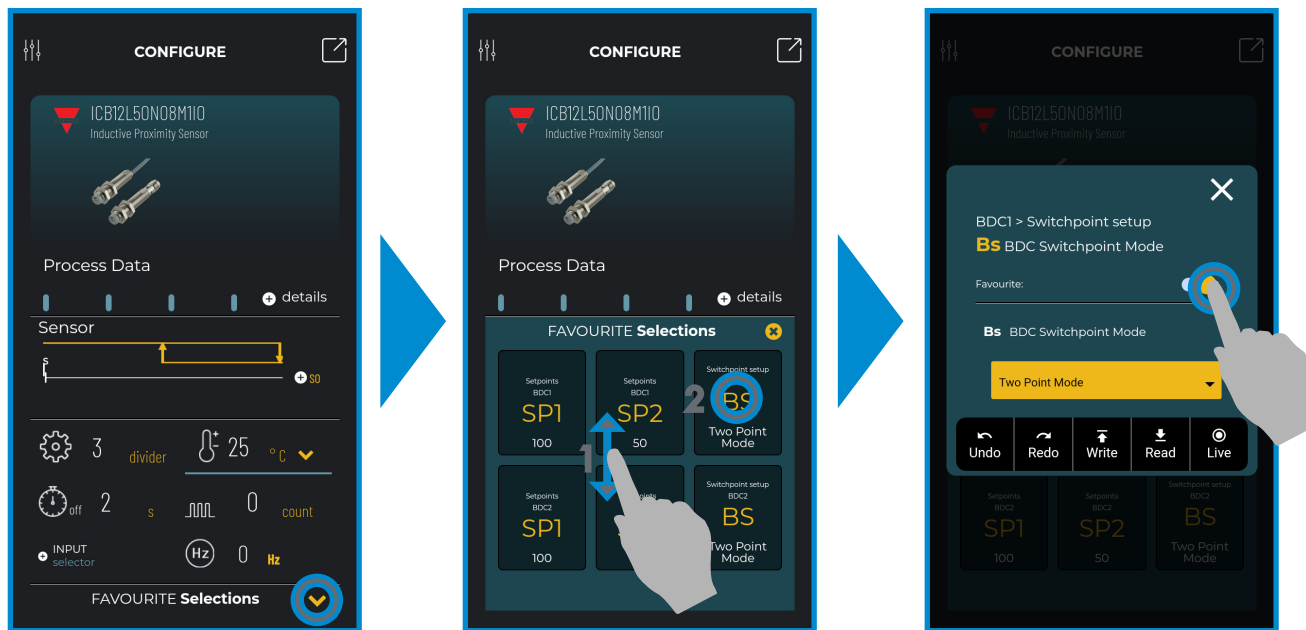 CONFIGURE
ICB12L50N08M1IO
Inductive Proximity Sensor
Process Data
+ details
Sensor
s
+ SO
3 divider
25 °C
off 2 s
0 count
+ INPUT
selector
Hz 0 Hz
FAVOURITE Selections
CONFIGURE
ICB12L50N08M1IO
Inductive Proximity Sensor
Process Data
+ details
FAVOURITE Selections
Setpoints
BDC1
SP1
100
Setpoints
BDC1
SP2
50
Switchpoint setup
BS
Two Point
Mode
1
2
Setpoints
BDC2
SP1
100
Switchpoint setup
BDC2
BS
Two Point
Mode
CONFIGURE
ICB12L50N08M1IO
Inductive Proximity Sensor
BDC1 > Switchpoint setup
Bs BDC Switchpoint Mode
Favourite:
Bs BDC Switchpoint Mode
Two Point Mode
Undo Redo Write Read Live
Setpoints
BDC2
SP1
100
Setpoints
BDC2
SP2
50
Switchpoint setup
BDC2
BS
Two Point
Mode